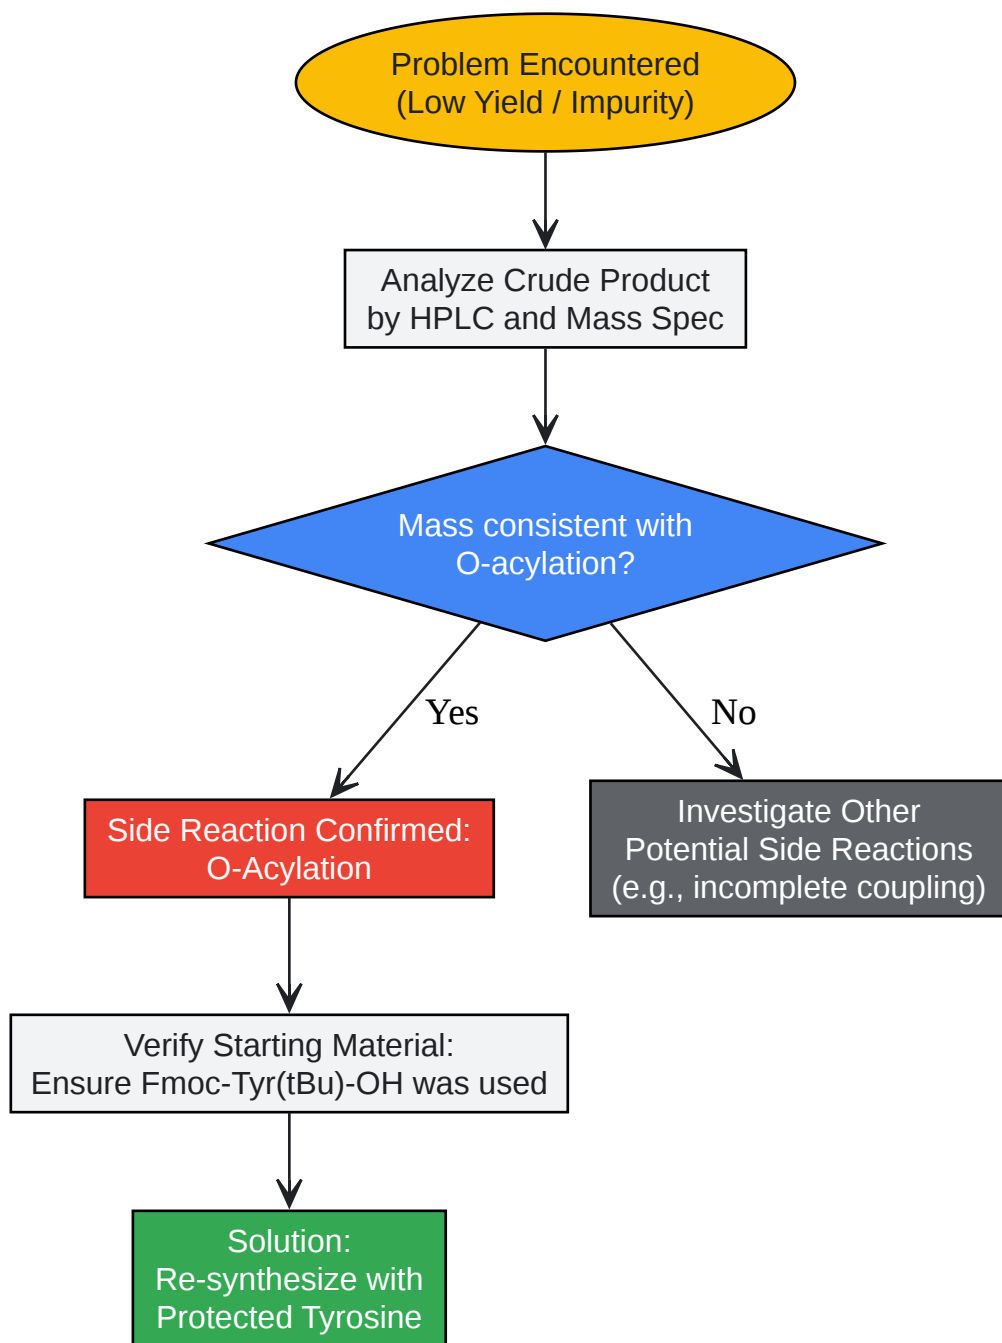 Problem Encountered
(Low Yield / Impurity)
Analyze Crude Product
by HPLC and Mass Spec
Mass consistent with
O-acylation?
Yes
No
Side Reaction Confirmed:
O-Acylation
Investigate Other
Potential Side Reactions
(e.g., incomplete coupling)
Verify Starting Material:
Ensure Fmoc-Tyr(tBu)-OH was used
Solution:
Re-synthesize with
Protected Tyrosine